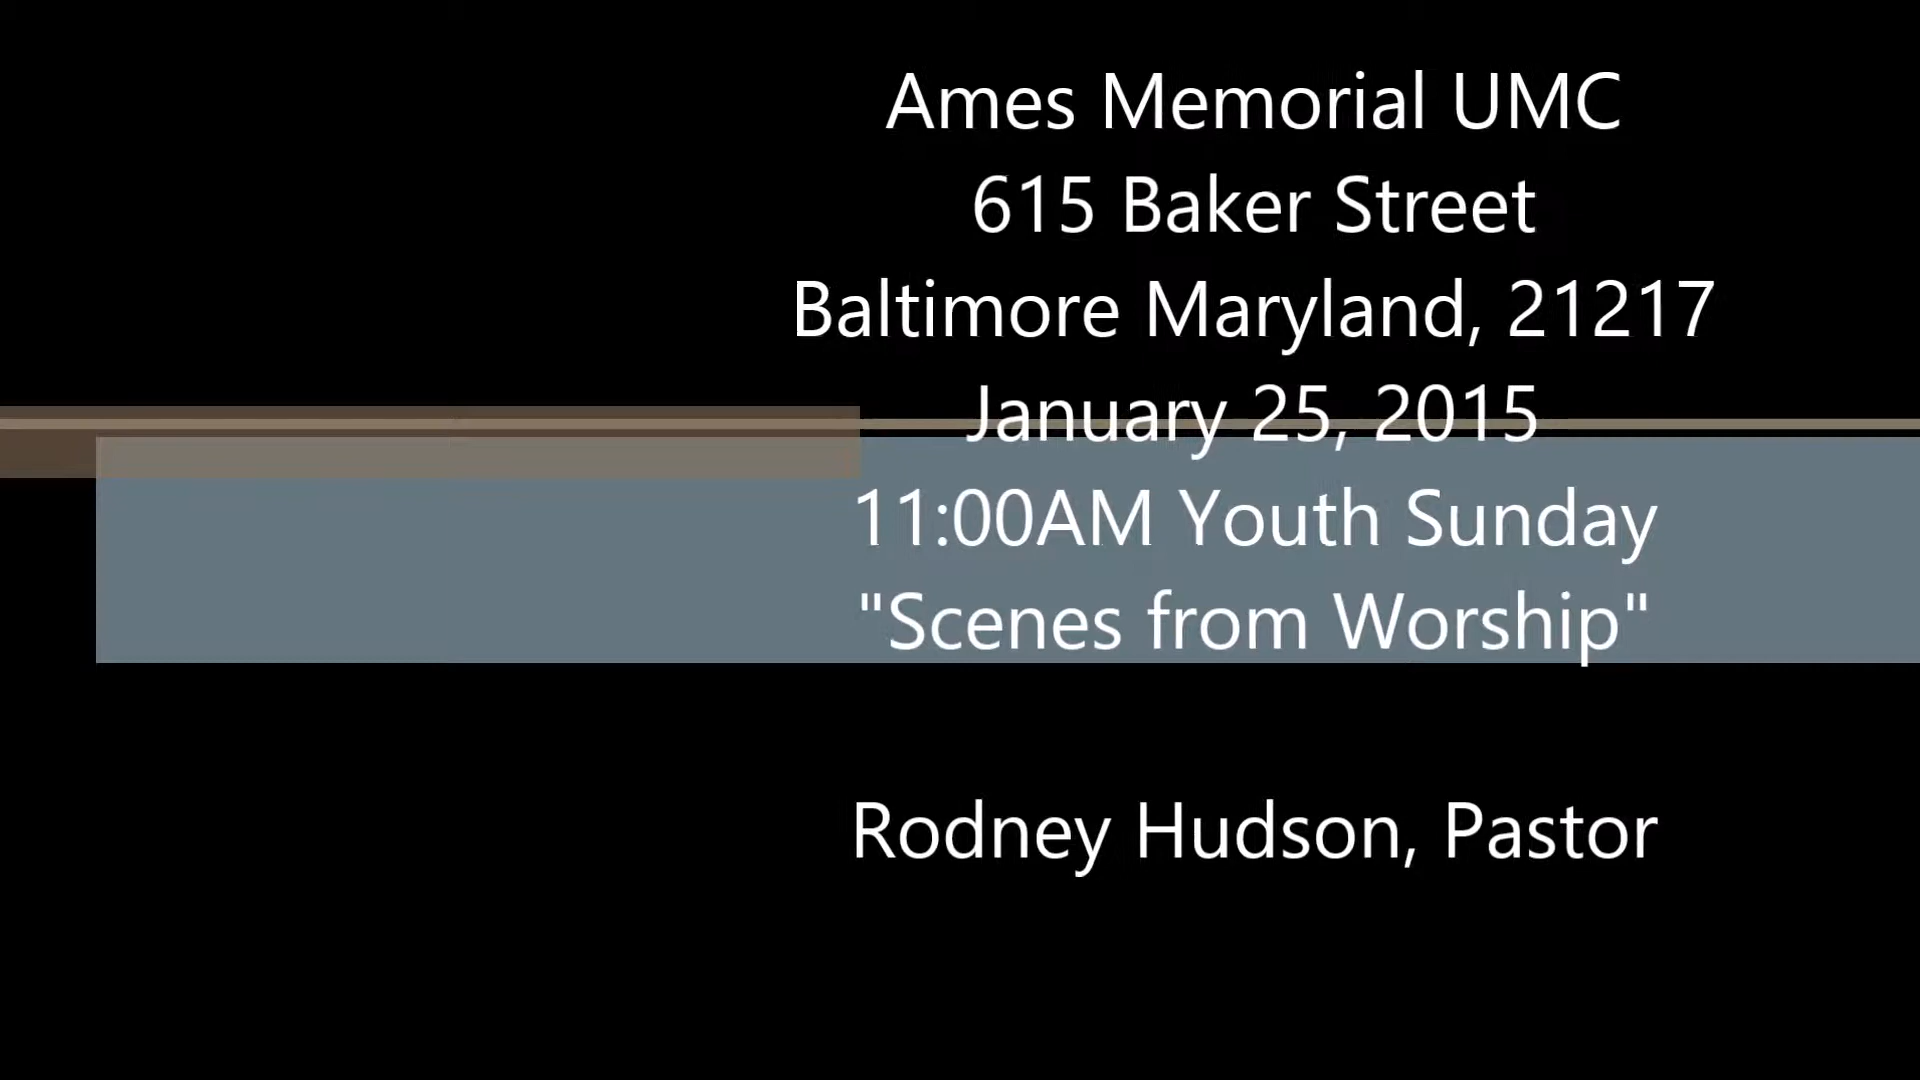 Ames Memorial UMC
615 Baker Street
Baltimore Maryland, 21217
January 25, 2015
11:00AM Youth Sunday
"Scenes from Worship"
Rodney Hudson, Pastor